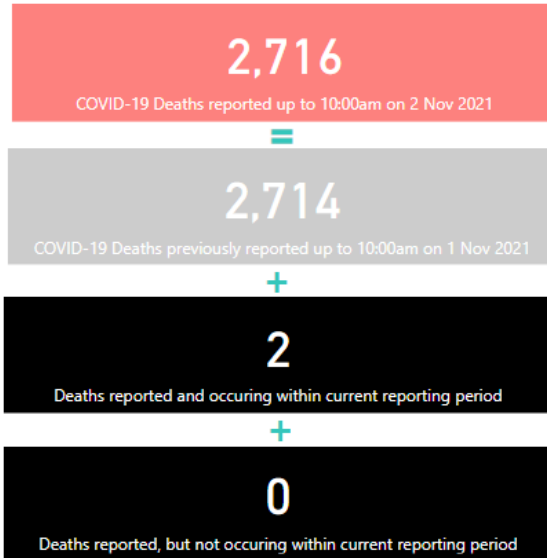 2,716
COVID-19 Deaths reported up to 10:00am on 2 Nov 2021
=
2,714
COVID-19 Deaths previously reported up to 10:00am on 1 Nov 2021
+
2
Deaths reported and occuring within current reporting period
+
0
Deaths reported, but not occuring within current reporting period